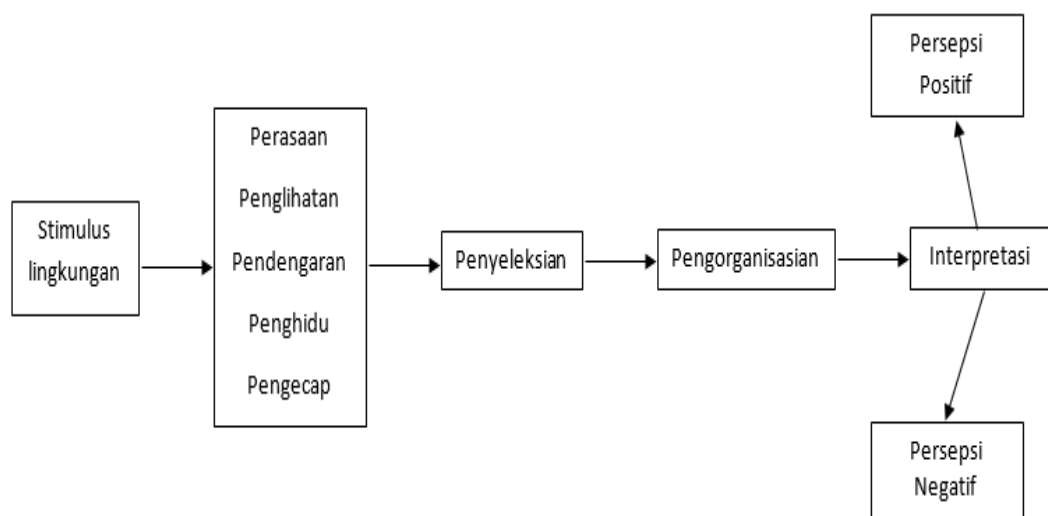 Stimulus
lingkungan
Perasaan
Penglihatan
Pendengaran
Penghidu
Pengecap
Penyeleksian
Pengorganisasian
Interpretasi
Persepsi
Positif
Persepsi
Negatif